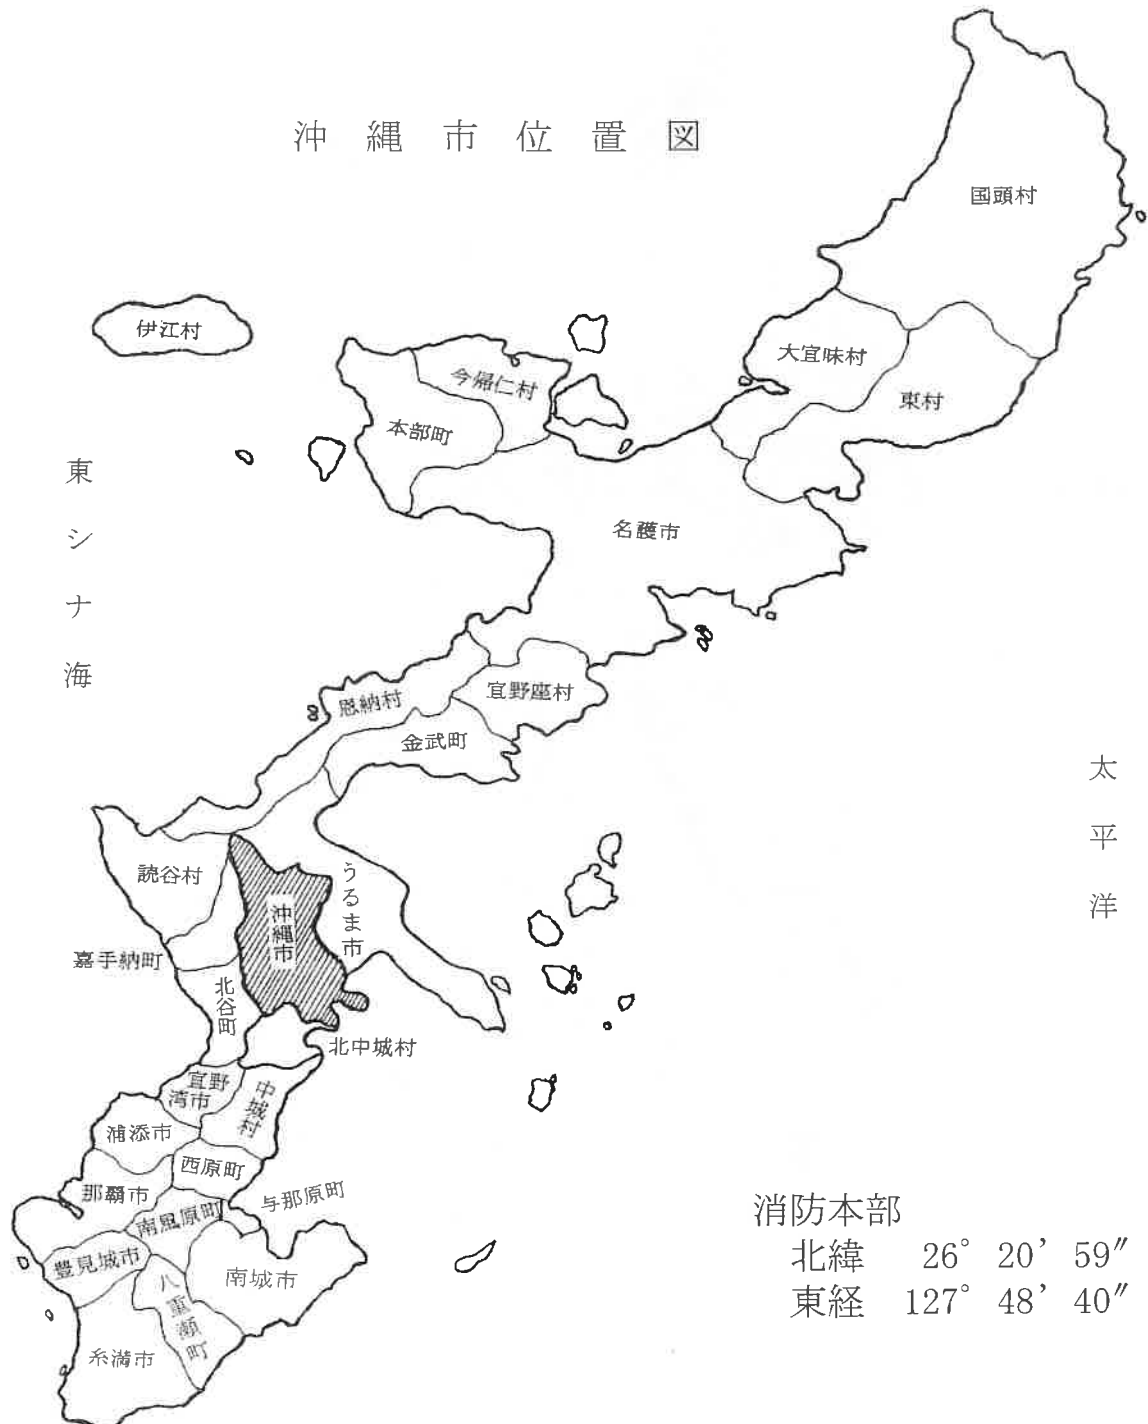 沖縄市位置図
国頭村
伊江村
大宜味村
今帰仁村
東村
本部町
東シナ海
名護市
宜野座村
恩納村
金武町
太平洋
読谷村
うるま市
沖縄市
嘉手納町
北谷町
北中城村
宜野
湾市
中城村
浦添市
西原町
那覇市
与那原町
南風原町
豊見城市
南城市
八重瀬町
糸満市
消防本部
北緯 26° 20’ 59″
東経 127° 48’ 40″